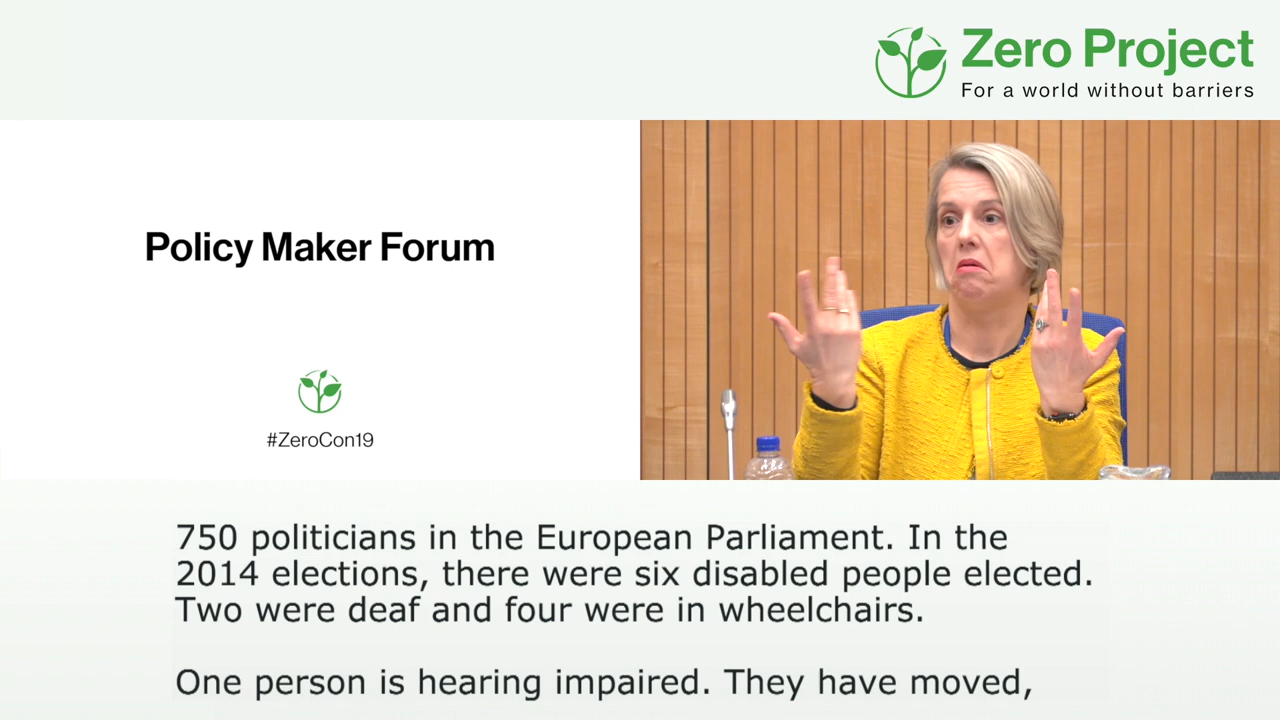 Zero Project
For a world without barriers
Policy Maker Forum
#ZeroCon19
750 politicians in the European Parliament. In the
2014 elections, there were six disabled people elected.
Two were deaf and four were in wheelchairs.
One person is hearing impaired. They have moved,